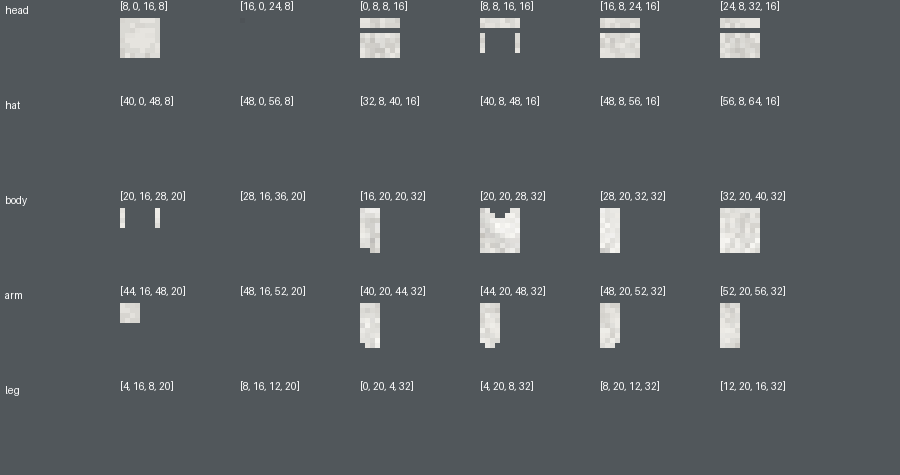 head [8, 0, 16, 8] [16, 0, 24, 8] [0, 8, 8, 16] [8, 8, 16, 16] [16, 8, 24, 16] [24, 8, 32, 16]
hat [40, 0, 48, 8] [48, 0, 56, 8] [32, 8, 40, 16] [40, 8, 48, 16] [48, 8, 56, 16] [56, 8, 64, 16]
body [20, 16, 28, 20] [28, 16, 36, 20] [16, 20, 20, 32] [20, 20, 28, 32] [28, 20, 32, 32] [32, 20, 40, 32]
arm [44, 16, 48, 20] [48, 16, 52, 20] [40, 20, 44, 32] [44, 20, 48, 32] [48, 20, 52, 32] [52, 20, 56, 32]
leg [4, 16, 8, 20] [8, 16, 12, 20] [0, 20, 4, 32] [4, 20, 8, 32] [8, 20, 12, 32] [12, 20, 16, 32]